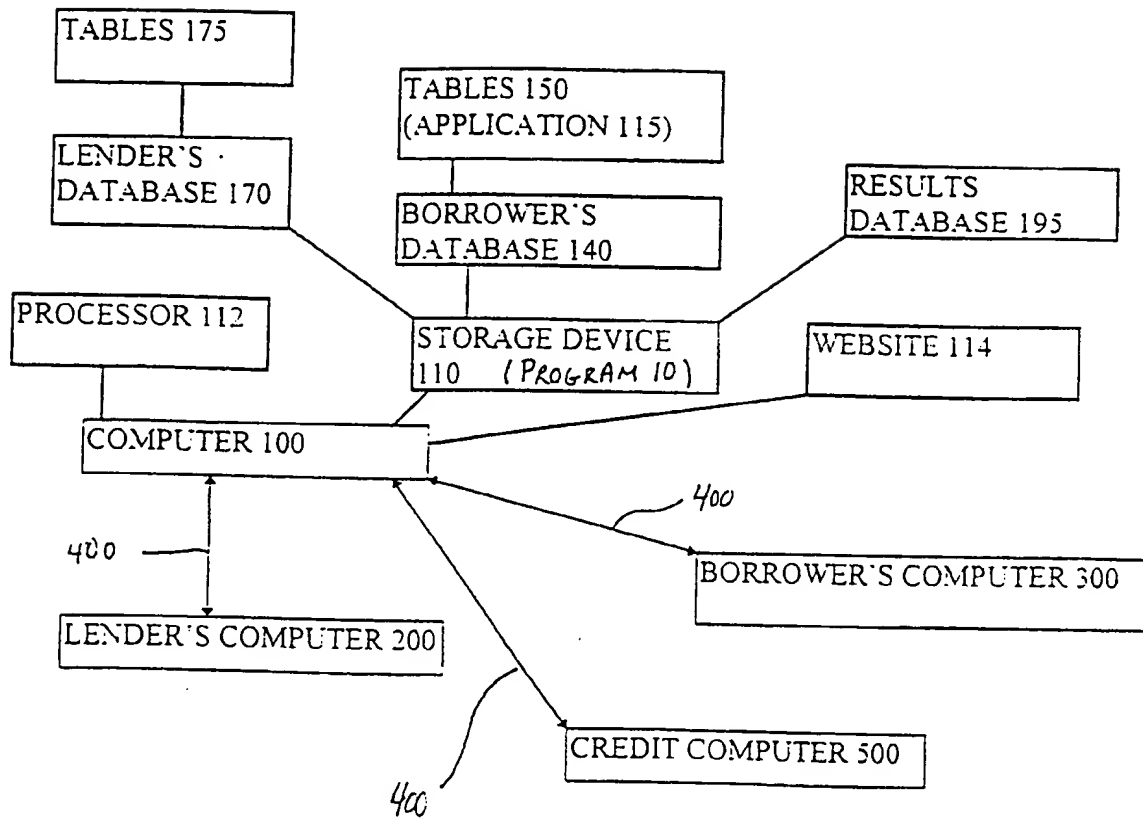 TABLES 175
TABLES 150
(APPLICATION 115)
LENDER'S
DATABASE 170
RESULTS
DATABASE 195
BORROWER'S
DATABASE 140
PROCESSOR 112
STORAGE DEVICE
110 (PROGRAM 10)
WEBSITE 114
COMPUTER 100
400
400
BORROWER'S COMPUTER 300
LENDER'S COMPUTER 200
CREDIT COMPUTER 500
400